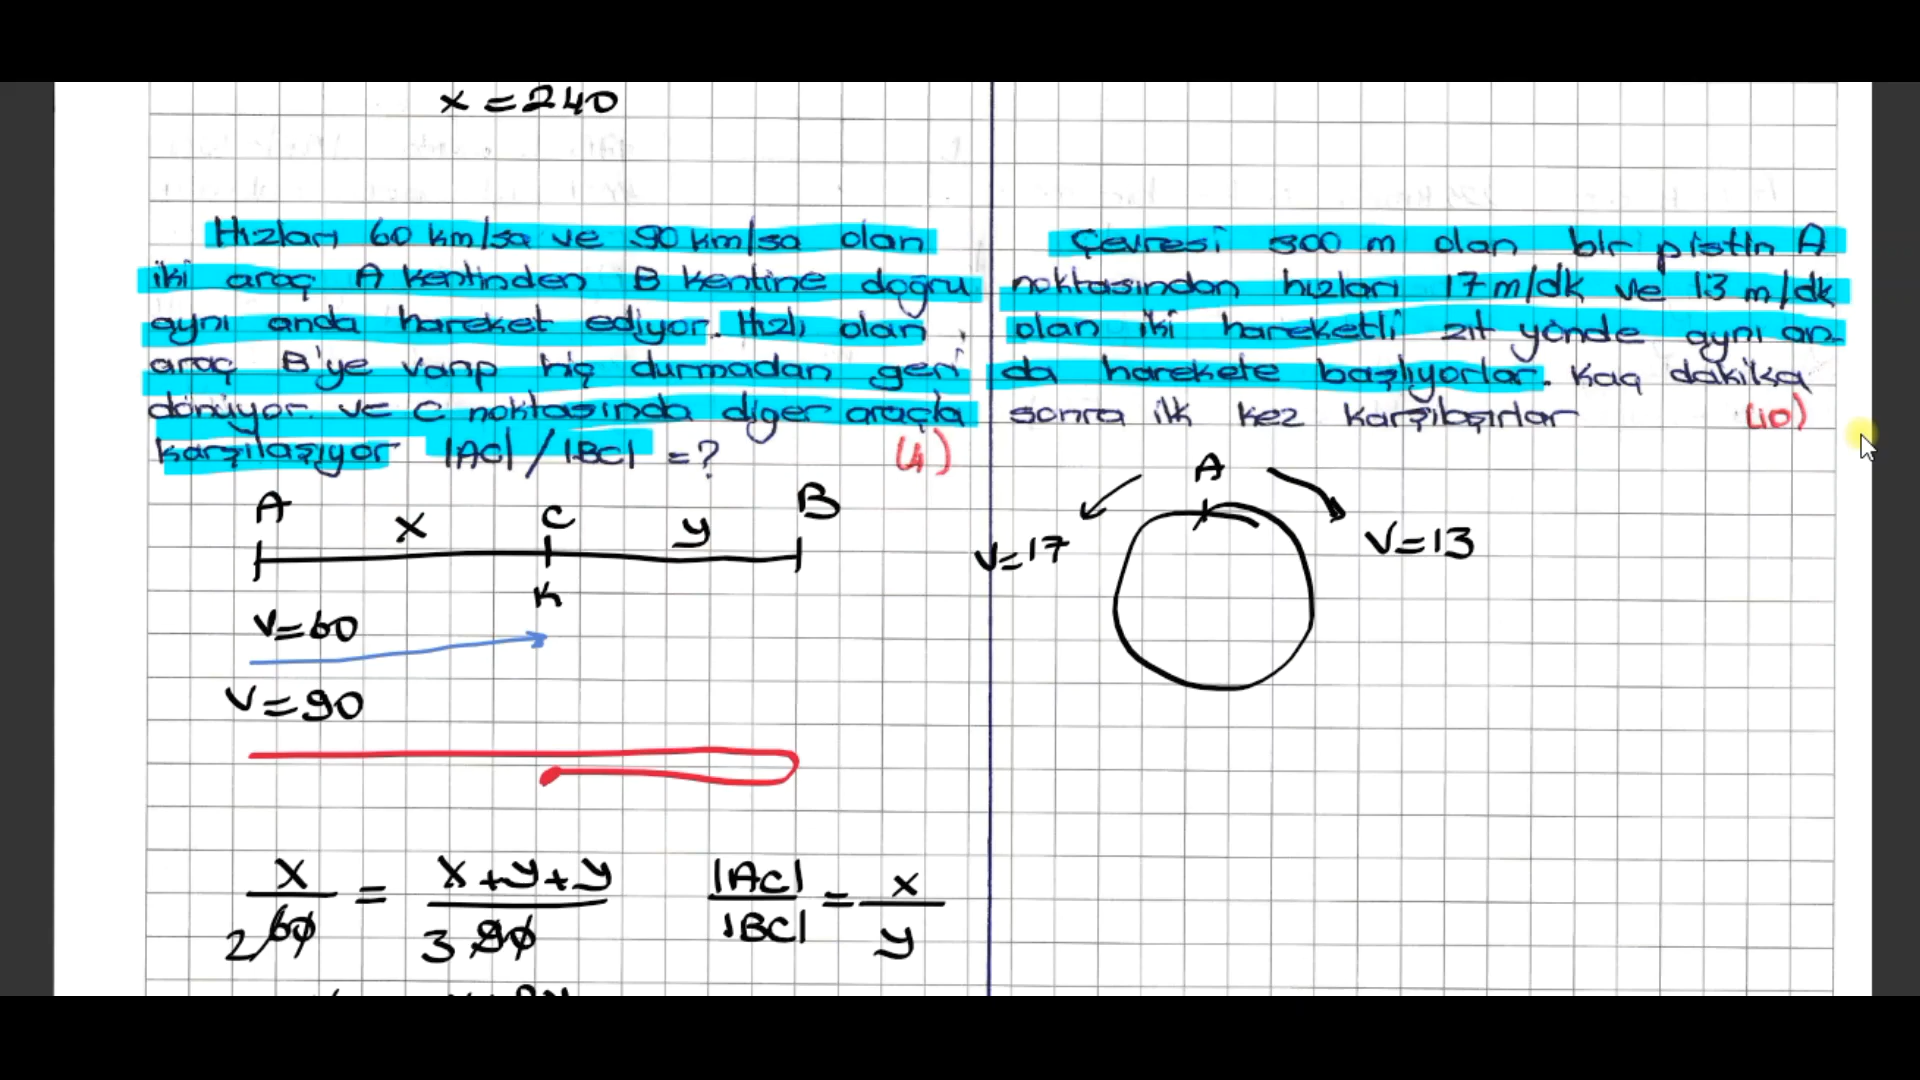 x = 240
Hızları 60 km/sa ve 90 km/sa olan
iki araç A kentinden B kentine doğru
aynı anda hareket ediyor. Hızlı olan
araç B'ye varıp hiç durmadan geri
dönüyor ve C noktasında diğer araçla
karşılaşıyor |AC| / |BC| = ?
(4)
A x C y B
K
V=60
V=90
x/60 = x+y+y/90
2 3
|AC|/|BC| = x/y
Çevresi 300 m olan bir pistin A
noktasından hızları 17 m/dk ve 13 m/dk
olan iki hareketli zıt yönde aynı an-
da harekete başlıyorlar. Kaç dakika
sonra ilk kez karşılaşırlar
(10)
A
V=17
V=13